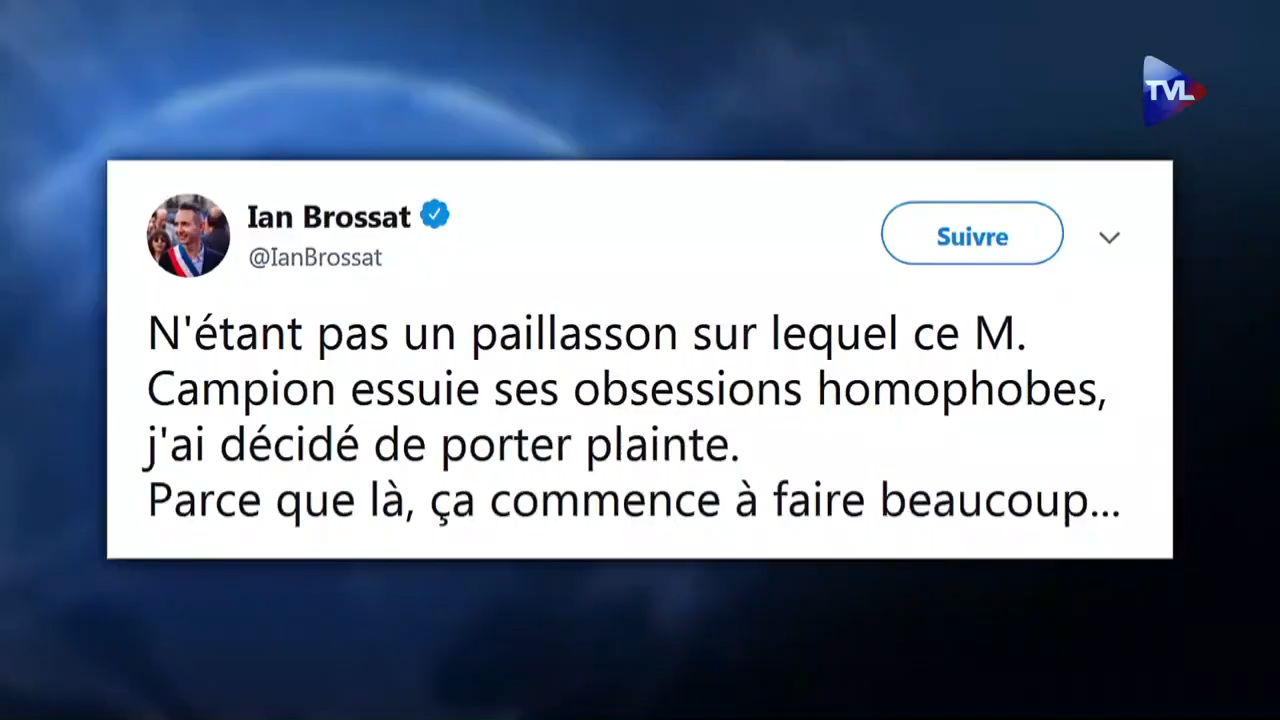 TVL
Ian Brossat
@IanBrossat
Suivre
N'étant pas un paillasson sur lequel ce M.
Campion essuie ses obsessions homophobes,
j'ai décidé de porter plainte.
Parce que là, ça commence à faire beaucoup...